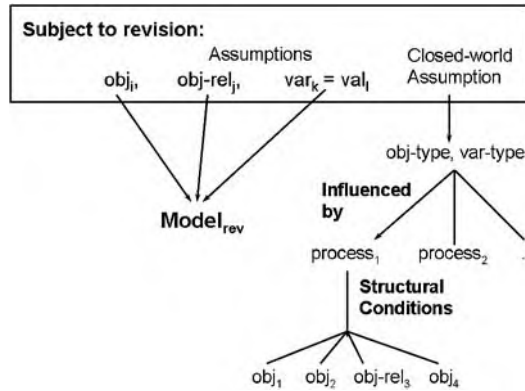 Subject to revision:
Assumptions
Closed-world
Assumption
obj_i, obj-rel_j, var_k = val_l
obj-type, var-type
Influenced
by
Model_rev
process_1 process_2 .
Structural
Conditions
obj_1 obj_2 obj-rel_3 obj_4